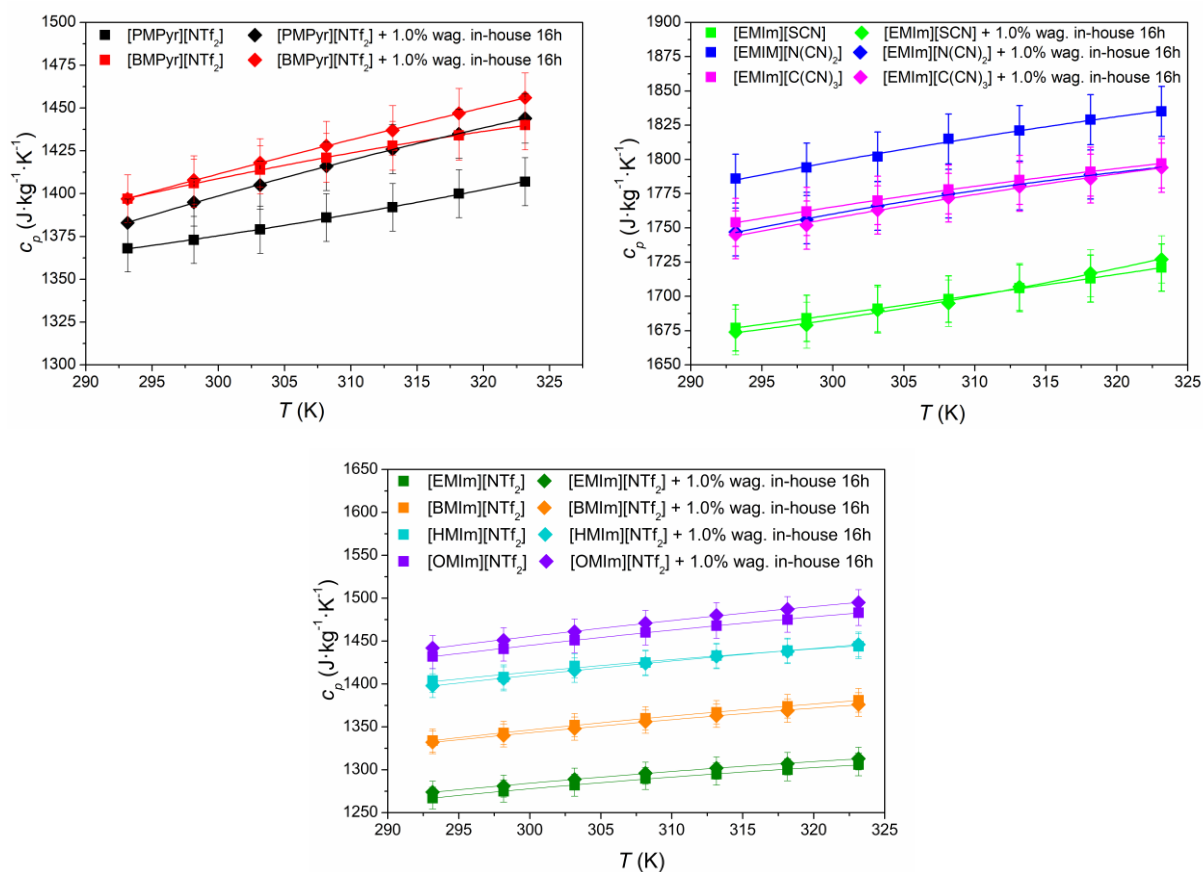 [PMPyr][NTf₂] [PMPyr][NTf₂] + 1.0% wag. in-house 16h
[BMPyr][NTf₂] [BMPyr][NTf₂] + 1.0% wag. in-house 16h
1500
1475
1450
1425
1400
1375
1350
1325
1300
cₚ (J·kg⁻¹·K⁻¹)
290 295 300 305 310 315 320 325
T (K)
[EMIm][SCN] [EMIm][SCN] + 1.0% wag. in-house 16h
[EMIM][N(CN)₂] [EMIm][N(CN)₂] + 1.0% wag. in-house 16h
[EMIm][C(CN)₃] [EMIm][C(CN)₃] + 1.0% wag. in-house 16h
1900
1875
1850
1825
1800
1775
1750
1725
1700
1675
1650
cₚ (J·kg⁻¹·K⁻¹)
290 295 300 305 310 315 320 325
T (K)
[EMIm][NTf₂] [EMIm][NTf₂] + 1.0% wag. in-house 16h
[BMIm][NTf₂] [BMIm][NTf₂] + 1.0% wag. in-house 16h
[HMIm][NTf₂] [HMIm][NTf₂] + 1.0% wag. in-house 16h
[OMIm][NTf₂] [OMIm][NTf₂] + 1.0% wag. in-house 16h
1650
1600
1550
1500
1450
1400
1350
1300
1250
cₚ (J·kg⁻¹·K⁻¹)
290 295 300 305 310 315 320 325
T (K)